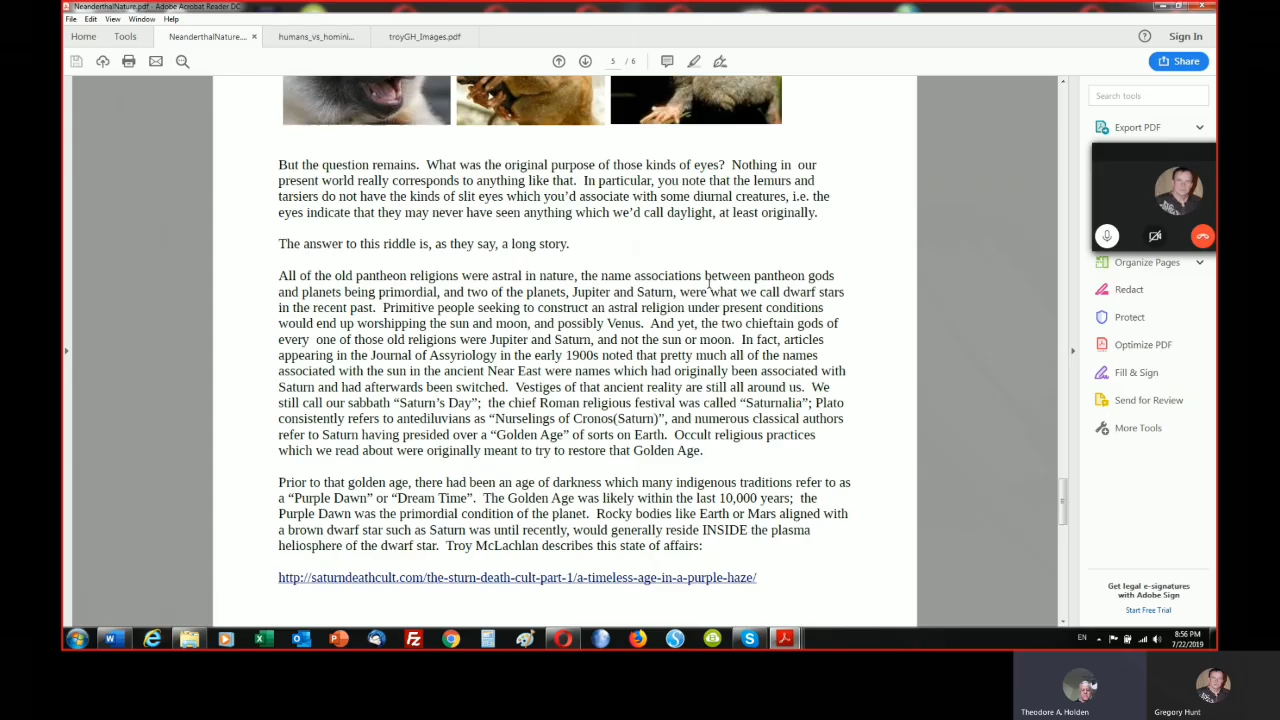 NeanderthalNature.pdf - Adobe Acrobat Reader DC
File Edit View Window Help
Home Tools NeanderthalNature.... × humans_vs_homini... troyGH_Images.pdf Sign In
5 / 6 Share
Search tools
Export PDF
Organize Pages
Redact
Protect
Optimize PDF
Fill & Sign
Send for Review
More Tools
But the question remains. What was the original purpose of those kinds of eyes? Nothing in our
present world really corresponds to anything like that. In particular, you note that the lemurs and
tarsiers do not have the kinds of slit eyes which you'd associate with some diurnal creatures, i.e. the
eyes indicate that they may never have seen anything which we'd call daylight, at least originally.
The answer to this riddle is, as they say, a long story.
All of the old pantheon religions were astral in nature, the name associations between pantheon gods
and planets being primordial, and two of the planets, Jupiter and Saturn, were what we call dwarf stars
in the recent past. Primitive people seeking to construct an astral religion under present conditions
would end up worshipping the sun and moon, and possibly Venus. And yet, the two chieftain gods of
every one of those old religions were Jupiter and Saturn, and not the sun or moon. In fact, articles
appearing in the Journal of Assyriology in the early 1900s noted that pretty much all of the names
associated with the sun in the ancient Near East were names which had originally been associated with
Saturn and had afterwards been switched. Vestiges of that ancient reality are still all around us. We
still call our sabbath “Saturn's Day”; the chief Roman religious festival was called “Saturnalia”; Plato
consistently refers to antediluvians as “Nurselings of Cronos(Saturn)”, and numerous classical authors
refer to Saturn having presided over a “Golden Age” of sorts on Earth. Occult religious practices
which we read about were originally meant to try to restore that Golden Age.
Prior to that golden age, there had been an age of darkness which many indigenous traditions refer to as
a “Purple Dawn” or “Dream Time”. The Golden Age was likely within the last 10,000 years; the
Purple Dawn was the primordial condition of the planet. Rocky bodies like Earth or Mars aligned with
a brown dwarf star such as Saturn was until recently, would generally reside INSIDE the plasma
heliosphere of the dwarf star. Troy McLachlan describes this state of affairs:
http://saturndeathcult.com/the-sturn-death-cult-part-1/a-timeless-age-in-a-purple-haze/
Get legal e-signatures
with Adobe Sign
Start Free Trial
EN 8:56 PM
7/22/2019
Theodore A. Holden Gregory Hunt